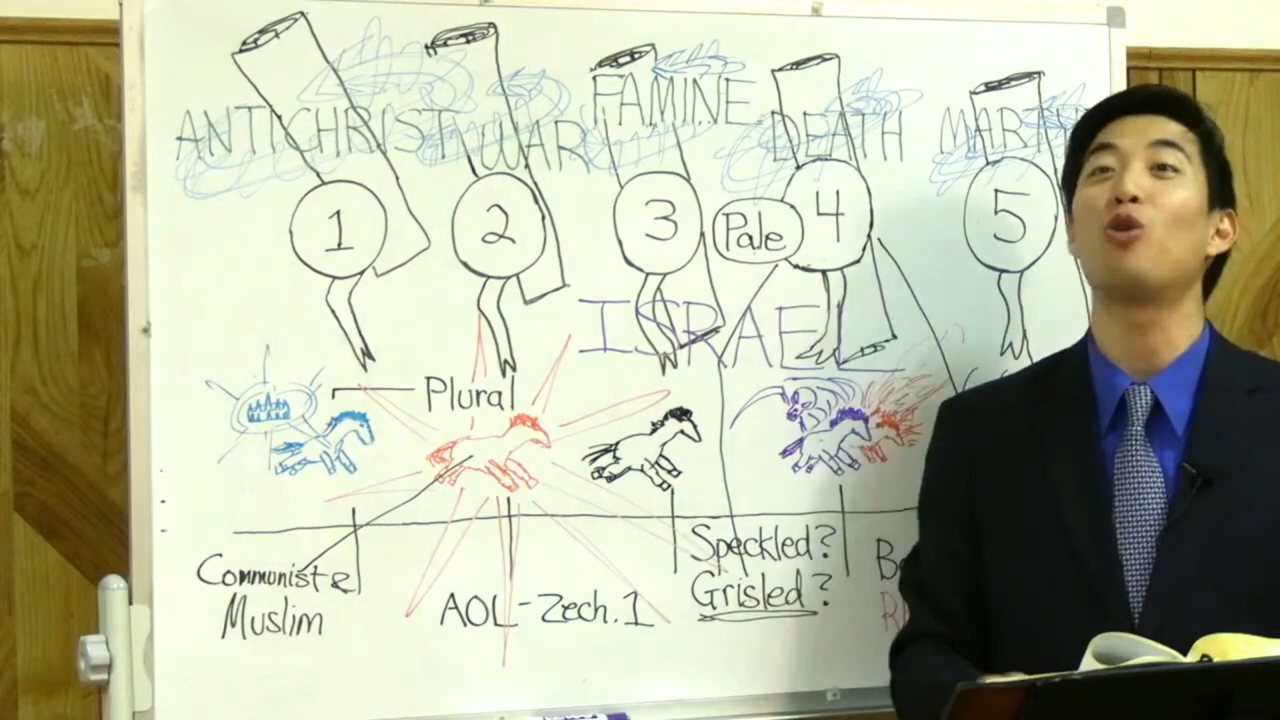 ANTICHRIST WAR FAMINE DEATH
1 2 3 Pale 4 5
ISRAEL
Plural
Communist &
Muslim
AOL-Zech.1
Speckled?
Grisled?